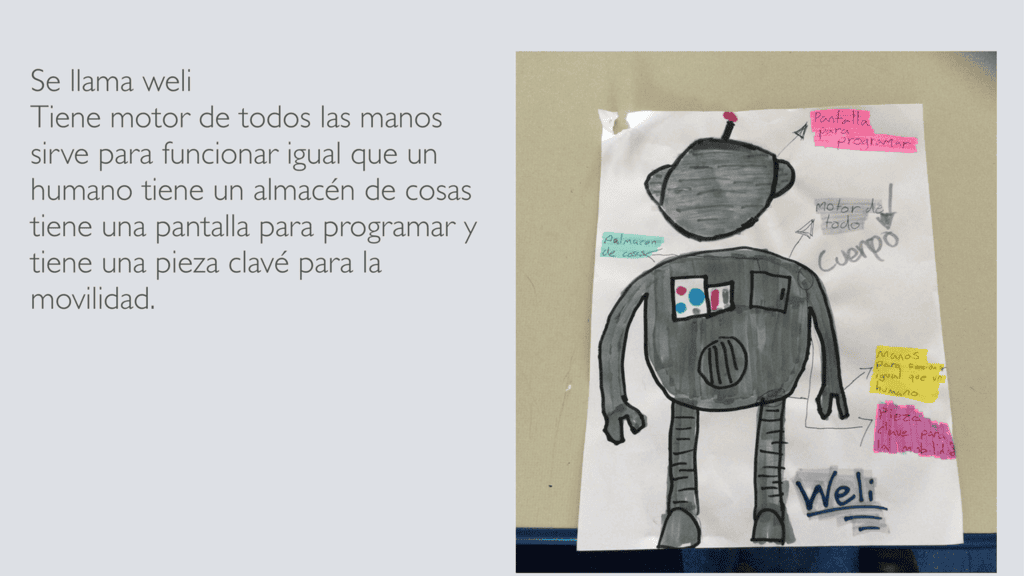 Se llama weli
Tiene motor de todos las manos
sirve para funcionar igual que un
humano tiene un almacén de cosas
tiene una pantalla para programar y
tiene una pieza clavé para la
movilidad.
Pantalla
para
programar
motor de
todo
cuerpo
de cosas
manos
para
igual que un
humano
Pieza
clave para
la
Weli